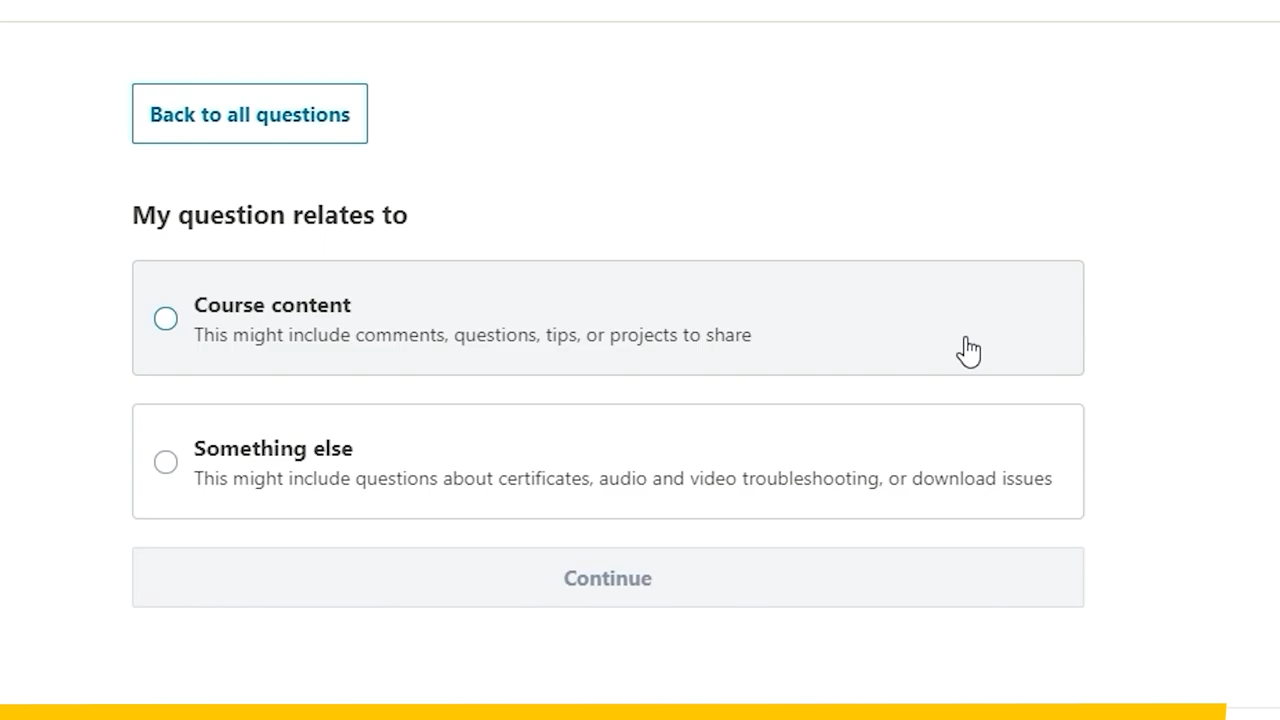 Back to all questions
My question relates to
Course content
This might include comments, questions, tips, or projects to share
Something else
This might include questions about certificates, audio and video troubleshooting, or download issues
Continue